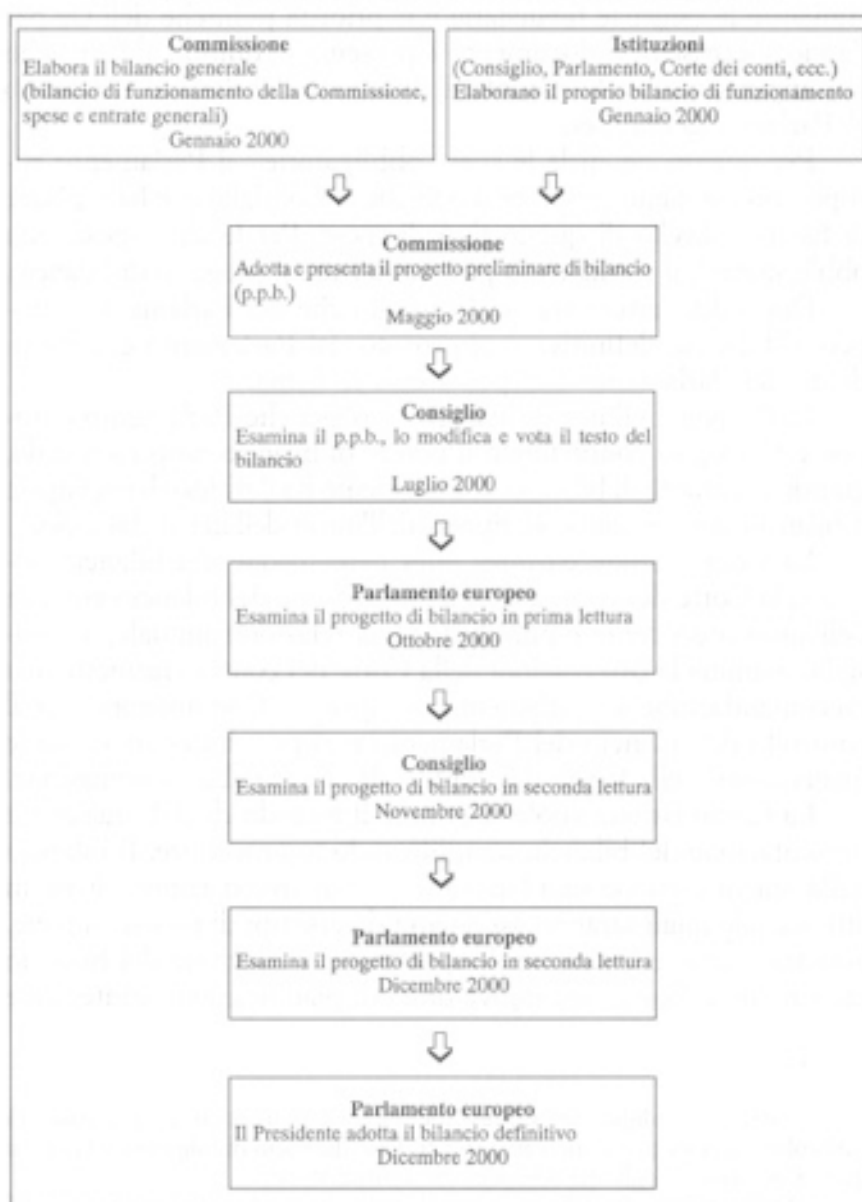 Commissione
Elabora il bilancio generale
(bilancio di funzionamento della Commissione,
spese e entrate generali)
Gennaio 2000
Istituzioni
(Consiglio, Parlamento, Corte dei conti, ecc.)
Elaborano il proprio bilancio di funzionamento
Gennaio 2000
Commissione
Adotta e presenta il progetto preliminare di bilancio
(p.p.b.)
Maggio 2000
Consiglio
Esamina il p.p.b., lo modifica e vota il testo del
bilancio
Luglio 2000
Parlamento europeo
Esamina il progetto di bilancio in prima lettura
Ottobre 2000
Consiglio
Esamina il progetto di bilancio in seconda lettura
Novembre 2000
Parlamento europeo
Esamina il progetto di bilancio in seconda lettura
Dicembre 2000
Parlamento europeo
Il Presidente adotta il bilancio definitivo
Dicembre 2000